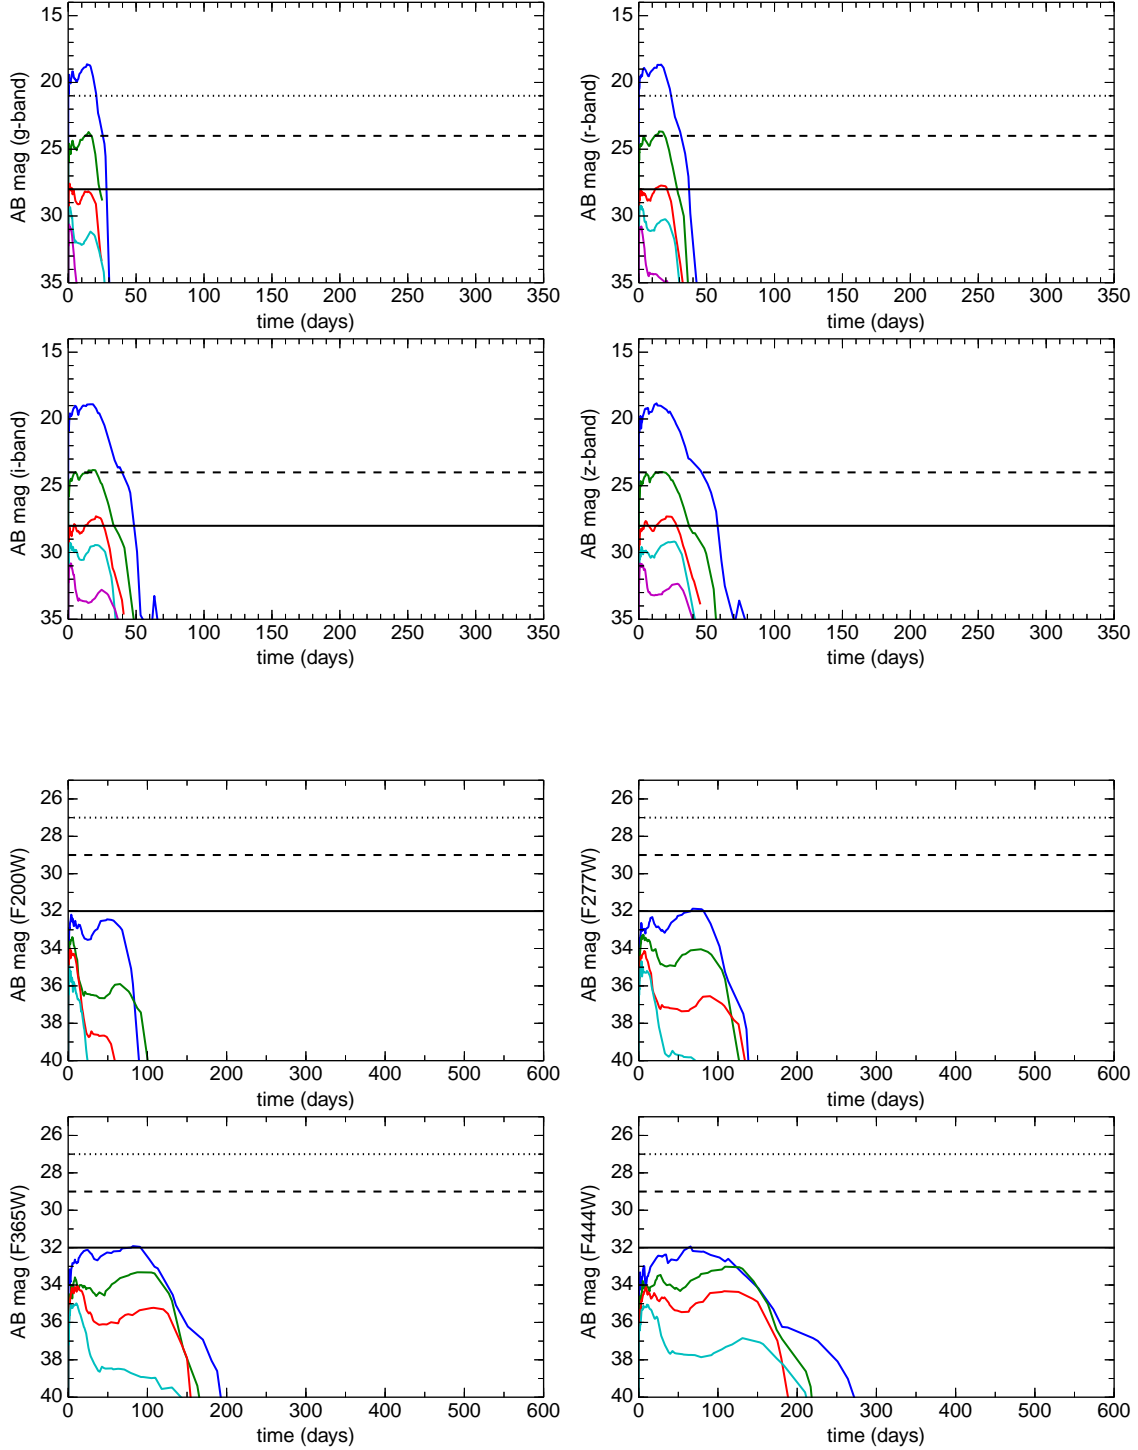 15
20
25
30
35
AB mag (g-band)
0 50 100 150 200 250 300 350
time (days)
15
20
25
30
35
AB mag (r-band)
0 50 100 150 200 250 300 350
time (days)
15
20
25
30
35
AB mag (i-band)
0 50 100 150 200 250 300 350
time (days)
15
20
25
30
35
AB mag (z-band)
0 50 100 150 200 250 300 350
time (days)
26
28
30
32
34
36
38
40
AB mag (F200W)
0 100 200 300 400 500 600
time (days)
26
28
30
32
34
36
38
40
AB mag (F277W)
0 100 200 300 400 500 600
time (days)
26
28
30
32
34
36
38
40
AB mag (F365W)
0 100 200 300 400 500 600
time (days)
26
28
30
32
34
36
38
40
AB mag (F444W)
0 100 200 300 400 500 600
time (days)